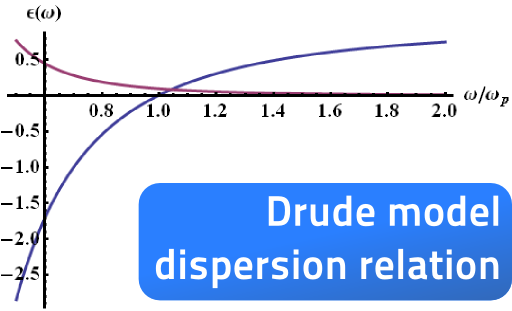 ϵ(ω)
0.5
ω/ωp
0.8 1.0 1.2 1.4 1.6 1.8 2.0
−0.5
−1.0
−1.5
−2.0
−2.5
Drude model
dispersion relation